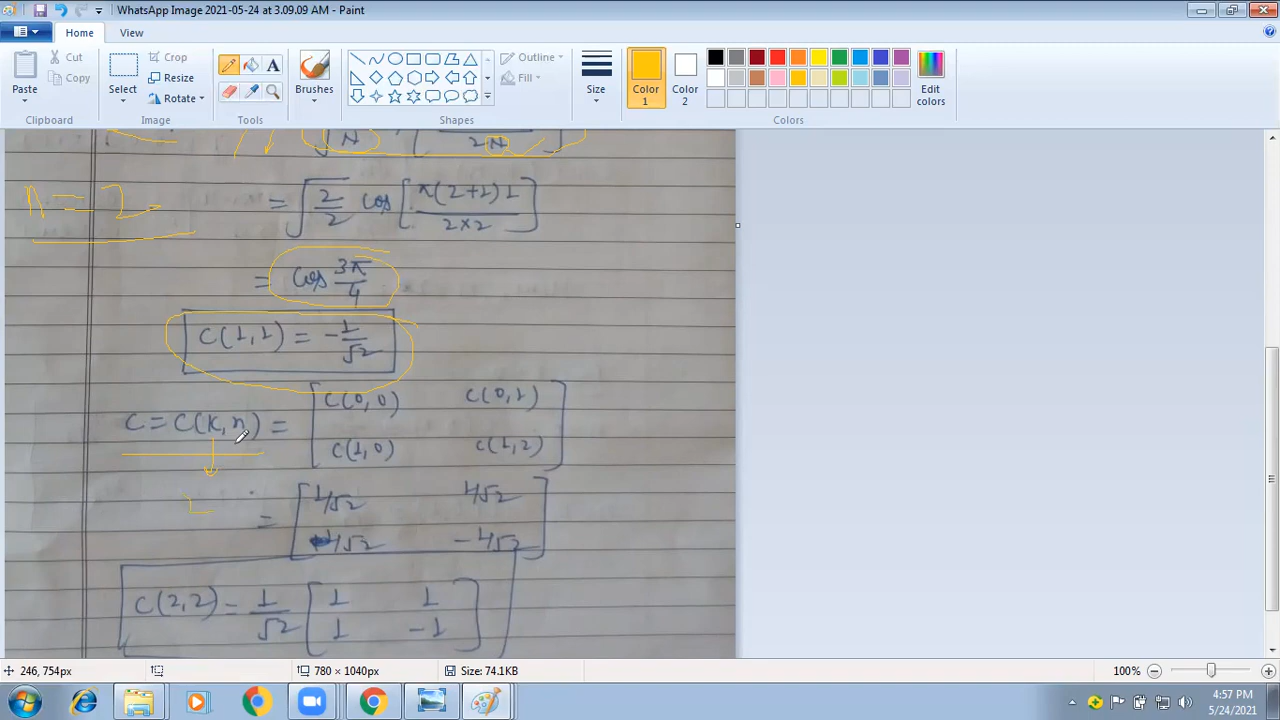 WhatsApp Image 2021-05-24 at 3.09.09 AM - Paint
Home View
Paste
Cut
Copy
Clipboard
Select
Crop
Resize
Rotate
Image
Tools
Brushes
Shapes
Outline
Fill
Size
Color 1
Color 2
Edit colors
Colors
√N
2N
n = 2
= √(2/2) cos [π(2+1)1 / 2×2]
= cos 3π/4
C(1,1) = -1/√2
C = C(k,n) = [C(0,0) C(0,1)
C(1,0) C(1,2)]
= [1/√2 1/√2
1/√2 -1/√2]
C(2,2) = 1/√2 [1 1
1 -1]
246, 754px
780 × 1040px
Size: 74.1KB
100%
4:57 PM
5/24/2021